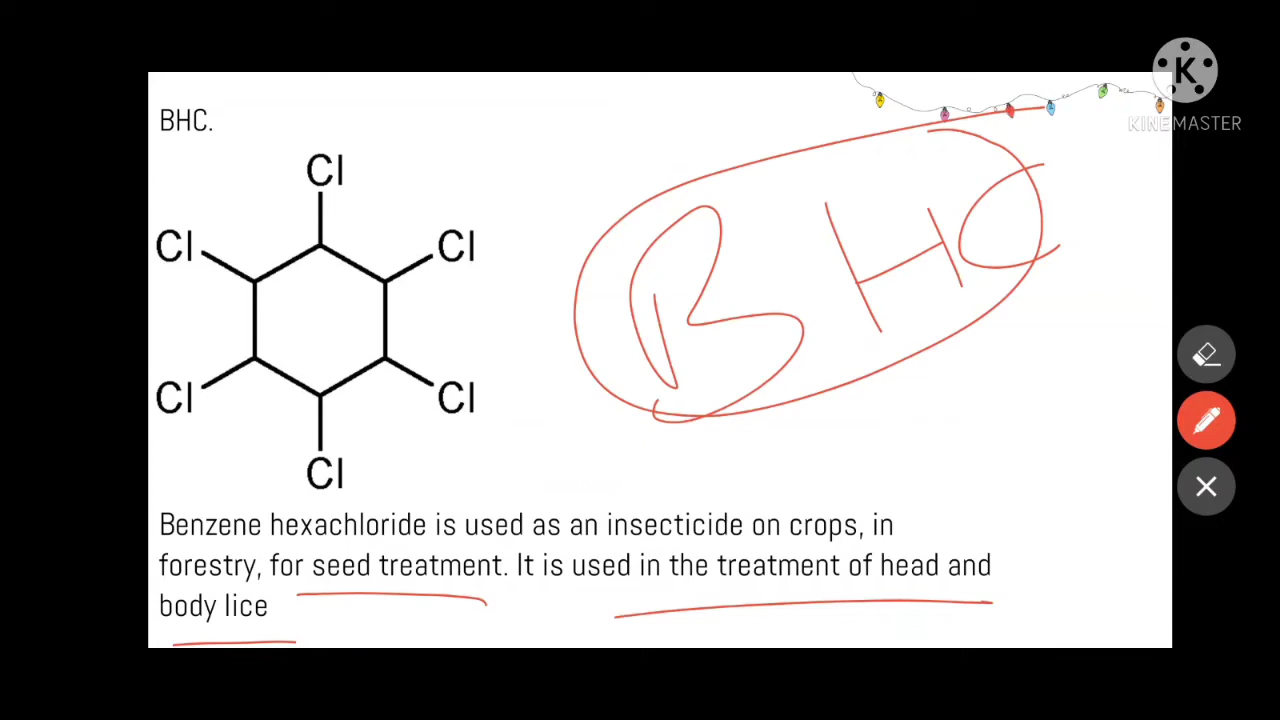 K
KINEMASTER
BHC.
Cl
Cl Cl
Cl Cl
Cl
BHC
Benzene hexachloride is used as an insecticide on crops, in
forestry, for seed treatment. It is used in the treatment of head and
body lice